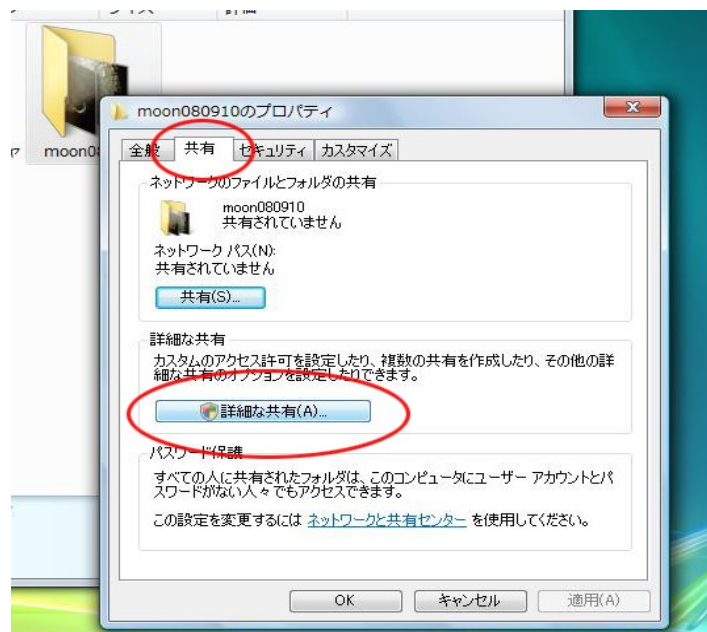 moon080910のプロパティ
moon0
全般 共有 セキュリティ カスタマイズ
ネットワークのファイルとフォルダの共有
moon080910
共有されていません
ネットワーク パス(N):
共有されていません
共有(S)...
詳細な共有
カスタムのアクセス許可を設定したり、複数の共有を作成したり、その他の詳
細な共有のオプションを設定したりできます。
詳細な共有(A)...
パスワード保護
すべての人に共有されたフォルダは、このコンピュータにユーザー アカウントとパ
スワードがない人々でもアクセスできます。
この設定を変更するには ネットワークと共有センター を使用してください。
OK キャンセル 適用(A)